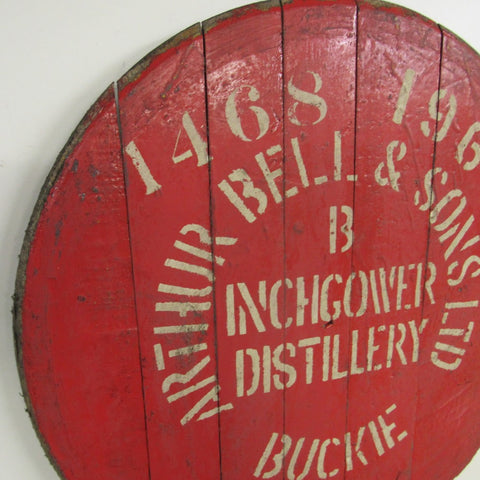 1468 196
ARTHUR BELL & SONS LTD
B
INCHGOWER
DISTILLERY
BUCKIE